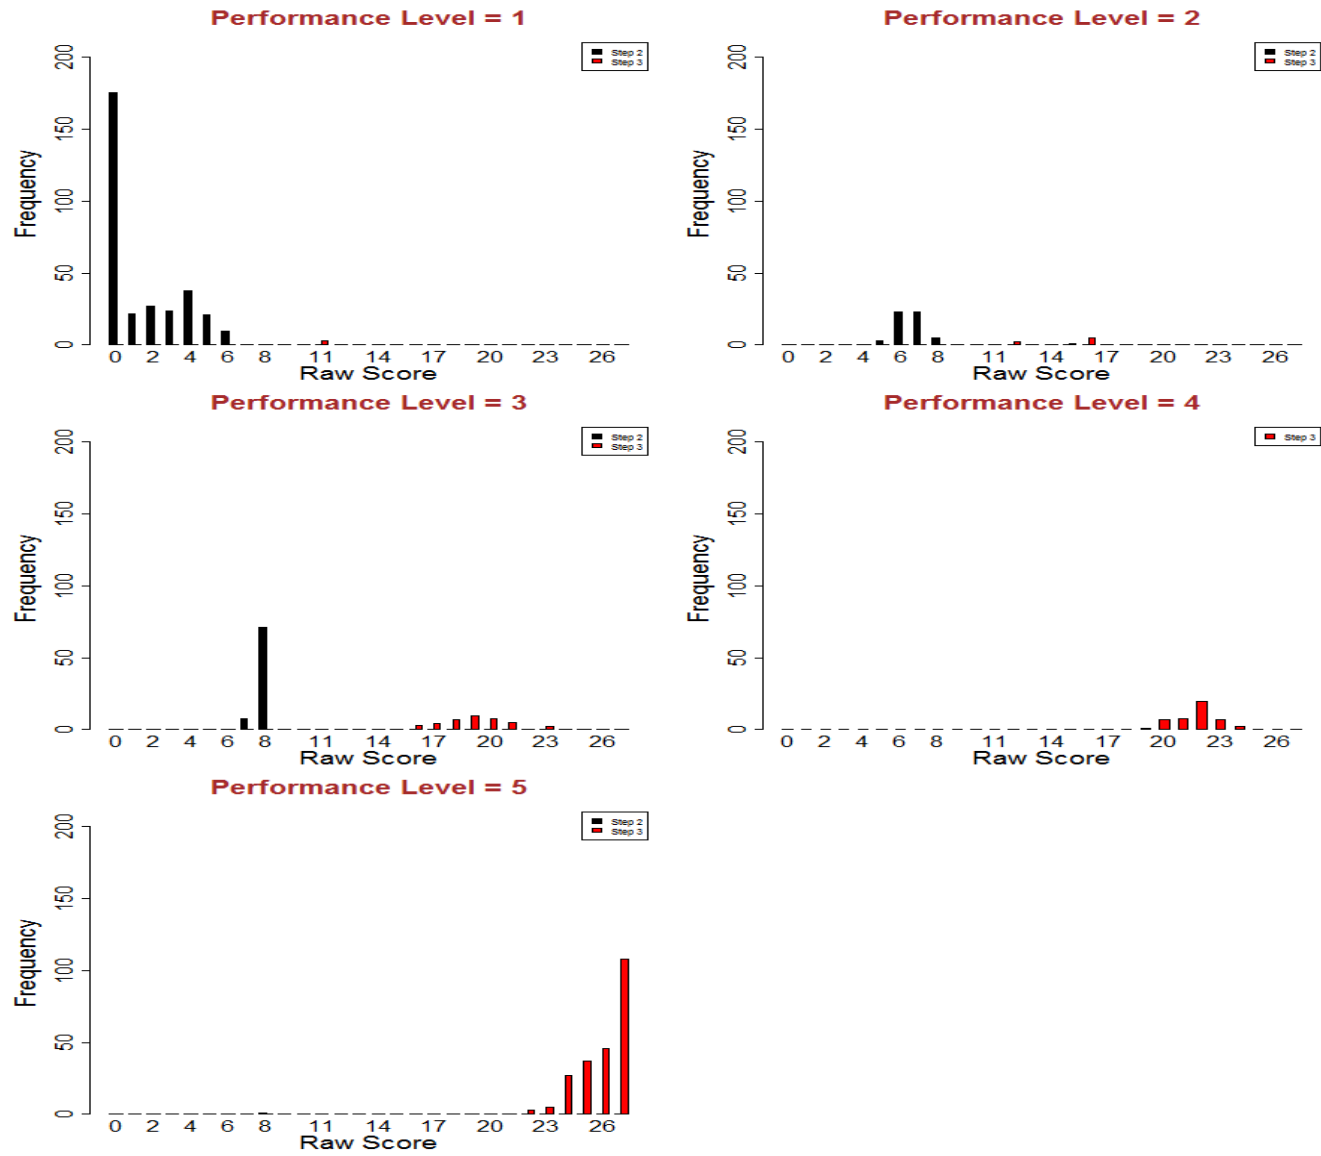 Performance Level = 1
Step 2
Step 3
200
150
100
50
0
Frequency
0 2 4 6 8 11 14 17 20 23 26
Raw Score
Performance Level = 2
Step 2
Step 3
200
150
100
50
0
Frequency
0 2 4 6 8 11 14 17 20 23 26
Raw Score
Performance Level = 3
Step 2
Step 3
200
150
100
50
0
Frequency
0 2 4 6 8 11 14 17 20 23 26
Raw Score
Performance Level = 4
Step 3
200
150
100
50
0
Frequency
0 2 4 6 8 11 14 17 20 23 26
Raw Score
Performance Level = 5
Step 2
Step 3
200
150
100
50
0
Frequency
0 2 4 6 8 11 14 17 20 23 26
Raw Score